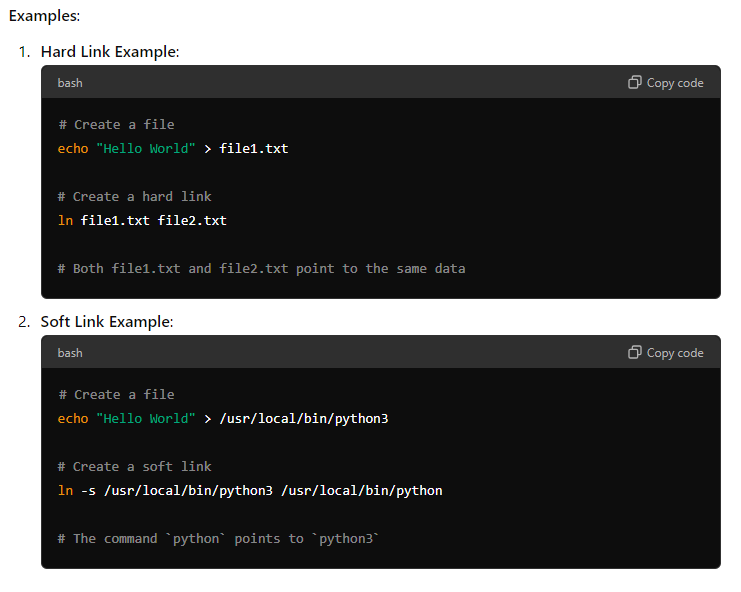 Examples:
1. Hard Link Example:
bash Copy code
# Create a file
echo "Hello World" > file1.txt
# Create a hard link
ln file1.txt file2.txt
# Both file1.txt and file2.txt point to the same data
2. Soft Link Example:
bash Copy code
# Create a file
echo "Hello World" > /usr/local/bin/python3
# Create a soft link
ln -s /usr/local/bin/python3 /usr/local/bin/python
# The command `python` points to `python3`